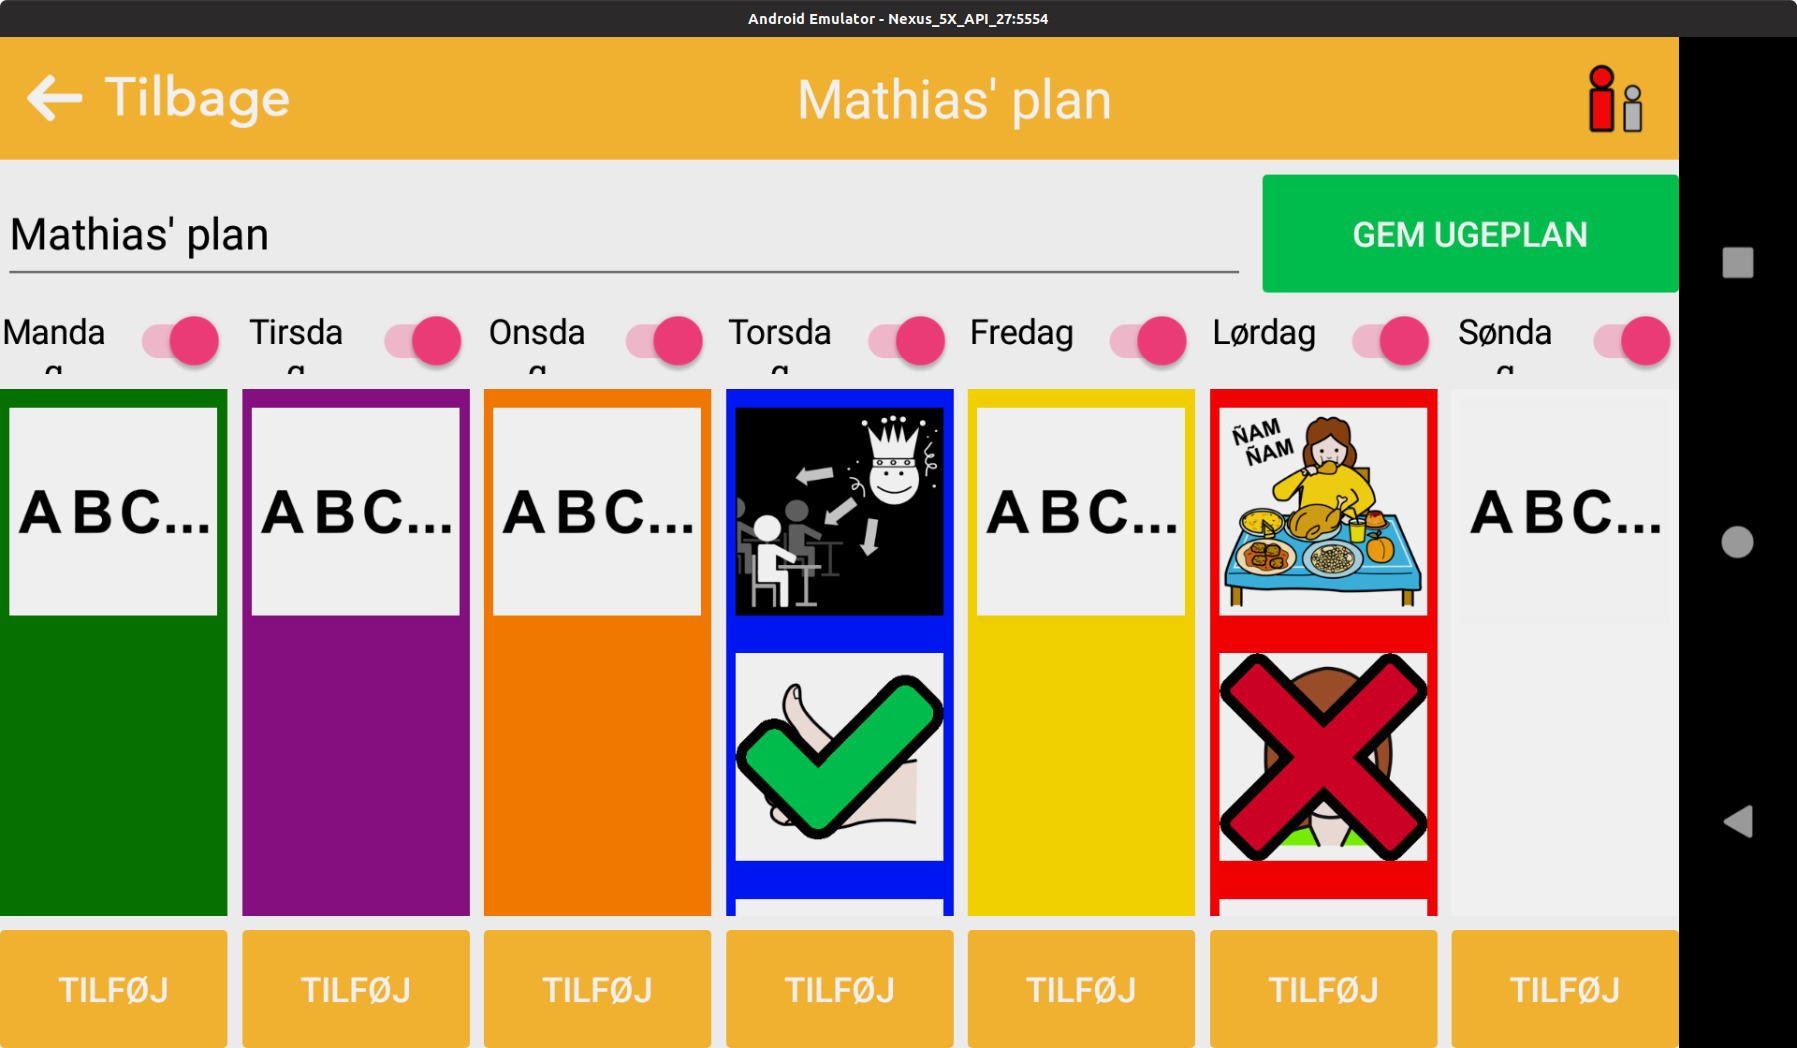 Android Emulator - Nexus_5X_API_27:5554
Tilbage
Mathias' plan
Mathias' plan
GEM UGEPLAN
Manda
g
Tirsda
g
Onsda
g
Torsda
g
Fredag
Lørdag
Sønda
g
ABC...
ABC...
ABC...
ABC...
ÑAM
ÑAM
ABC...
TILFØJ
TILFØJ
TILFØJ
TILFØJ
TILFØJ
TILFØJ
TILFØJ